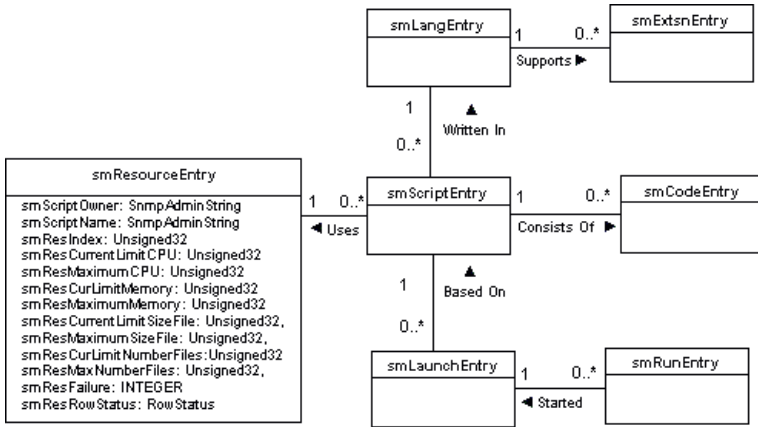 smLangEntry
1
0..*
smExtsnEntry
Supports ►
1
▲
Written In
0..*
smResourceEntry
smScriptOwner: SnmpAdminString
smScriptName: SnmpAdminString
smResIndex: Unsigned32
smResCurrentLimitCPU: Unsigned32
smResMaximumCPU: Unsigned32
smResCurLimitMemory: Unsigned32
smResMaximumMemory: Unsigned32
smResCurrentLimitSizeFile: Unsigned32,
smResMaximumSizeFile: Unsigned32,
smResCurLimitNumberFiles:Unsigned32
smResMaxNumberFiles: Unsigned32,
smResFailure: INTEGER
smResRowStatus: RowStatus
1
0..*
◄ Uses
smScriptEntry
1
0..*
Consists Of ►
smCodeEntry
1
▲
Based On
0..*
smLaunchEntry
1
0..*
◄ Started
smRunEntry